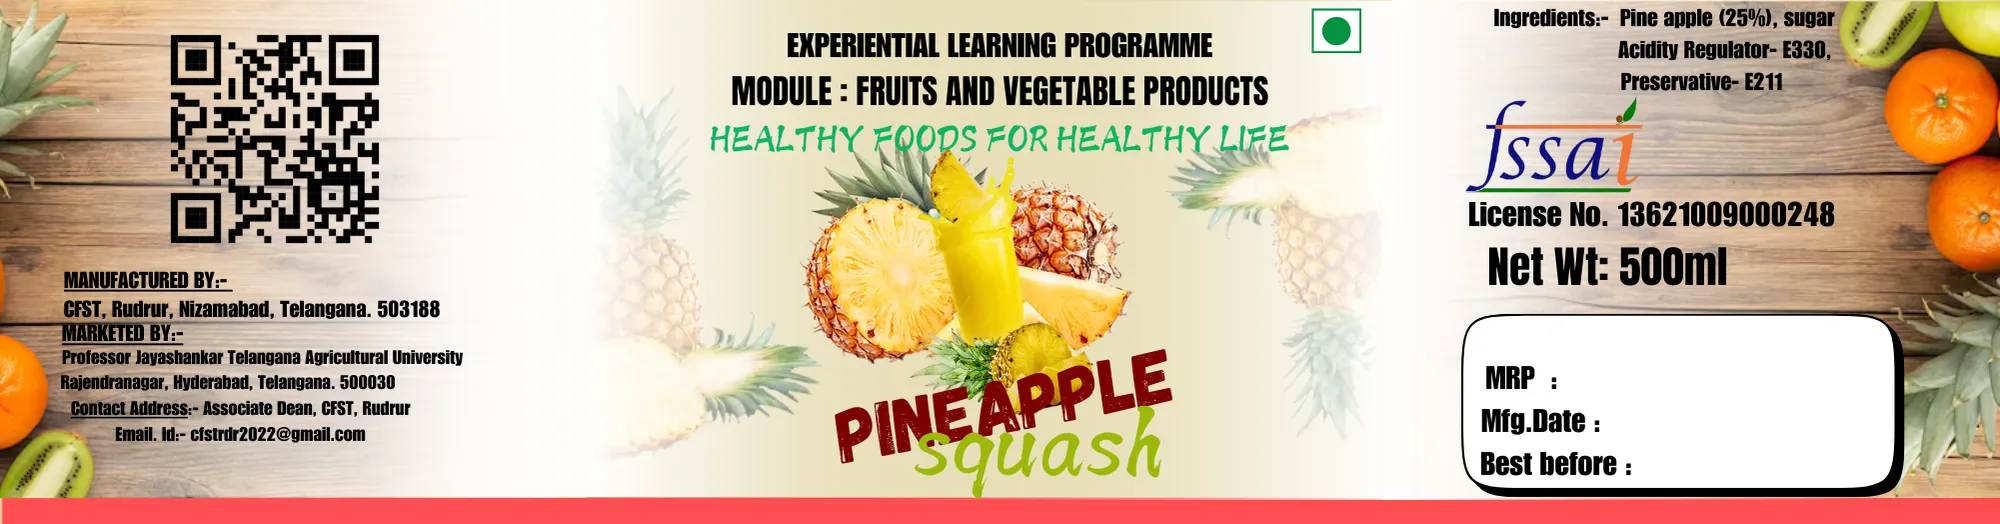 MANUFACTURED BY:-
CFST, Rudrur, Nizamabad, Telangana. 503188
MARKETED BY:-
Professor Jayashankar Telangana Agricultural University
Rajendranagar, Hyderabad, Telangana. 500030
Contact Address:- Associate Dean, CFST, Rudrur
Email. Id:- cfstrdr2022@gmail.com
EXPERIENTIAL LEARNING PROGRAMME
MODULE : FRUITS AND VEGETABLE PRODUCTS
HEALTHY FOODS FOR HEALTHY LIFE
PINEAPPLE
squash
Ingredients:- Pine apple (25%), sugar
Acidity Regulator- E330,
Preservative- E211
fssai
License No. 13621009000248
Net Wt: 500ml
MRP :
Mfg.Date :
Best before :